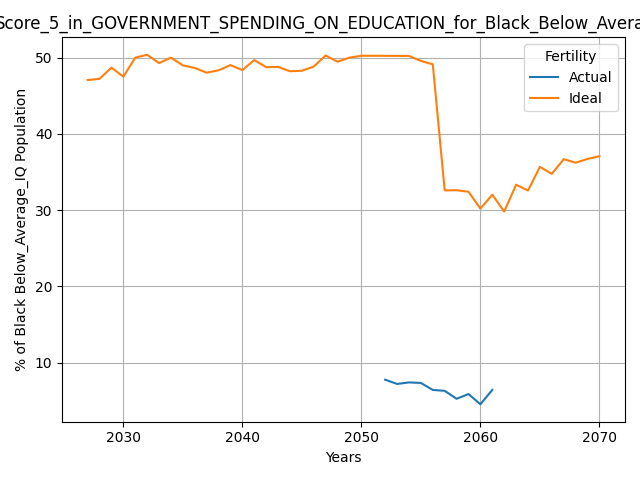 Score_5_in_GOVERNMENT_SPENDING_ON_EDUCATION_for_Black_Below_Avera
% of Black Below_Average_IQ Population
50
40
30
20
10
Fertility
Actual
Ideal
2030 2040 2050 2060 2070
Years